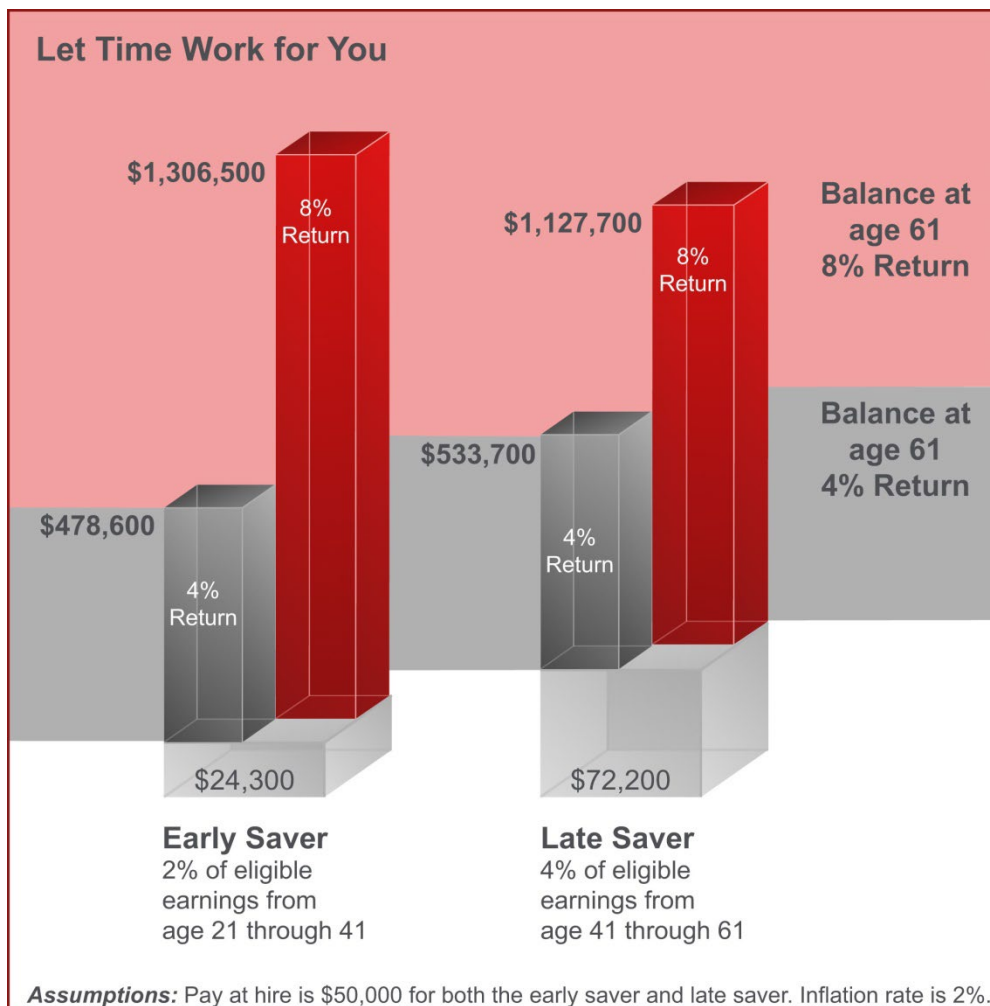 Let Time Work for You
$1,306,500
8%
Return
$1,127,700
8%
Return
Balance at
age 61
8% Return
$478,600
4%
Return
$533,700
4%
Return
Balance at
age 61
4% Return
$24,300
$72,200
Early Saver
2% of eligible
earnings from
age 21 through 41
Late Saver
4% of eligible
earnings from
age 41 through 61
Assumptions: Pay at hire is $50,000 for both the early saver and late saver. Inflation rate is 2%.